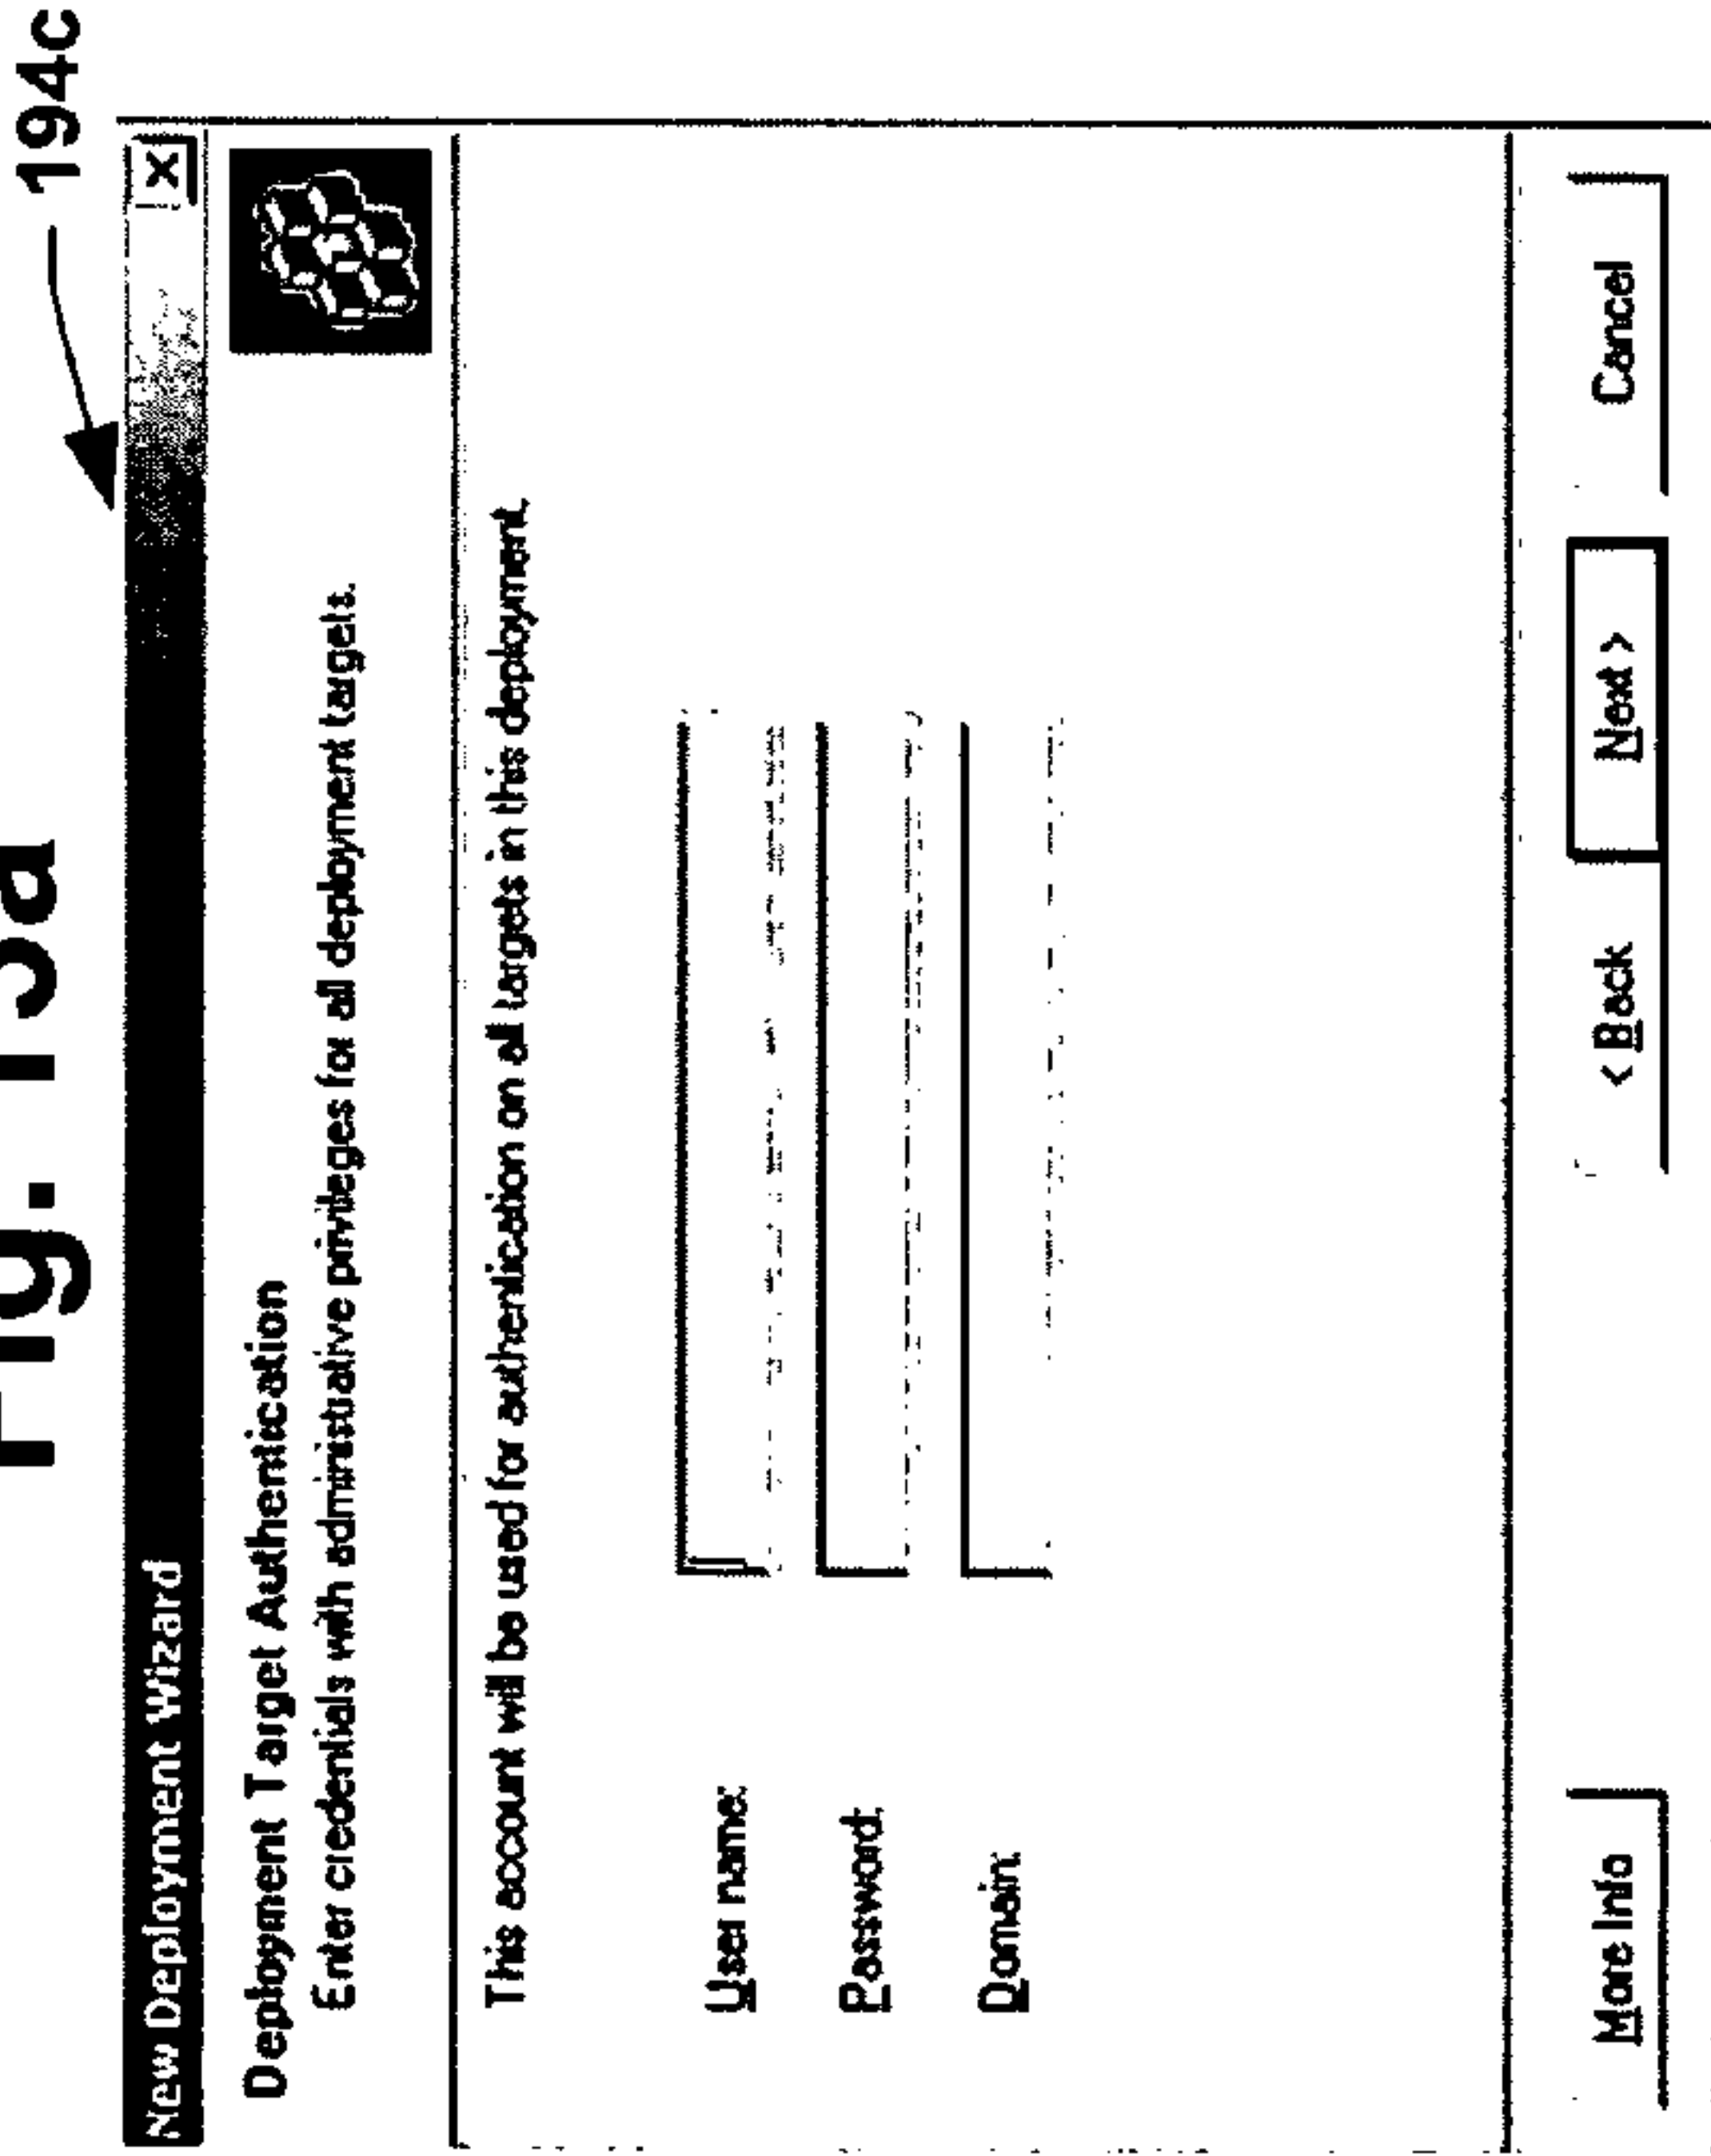 194c
New Deployment Wizard
X
Deployment Target Authentication
Enter credentials with administrative privileges for all deployment targets.
This account will be used for authentication on all targets in this deployment.
User name:
Password:
Domain:
More Info
< Back
Next >
Cancel